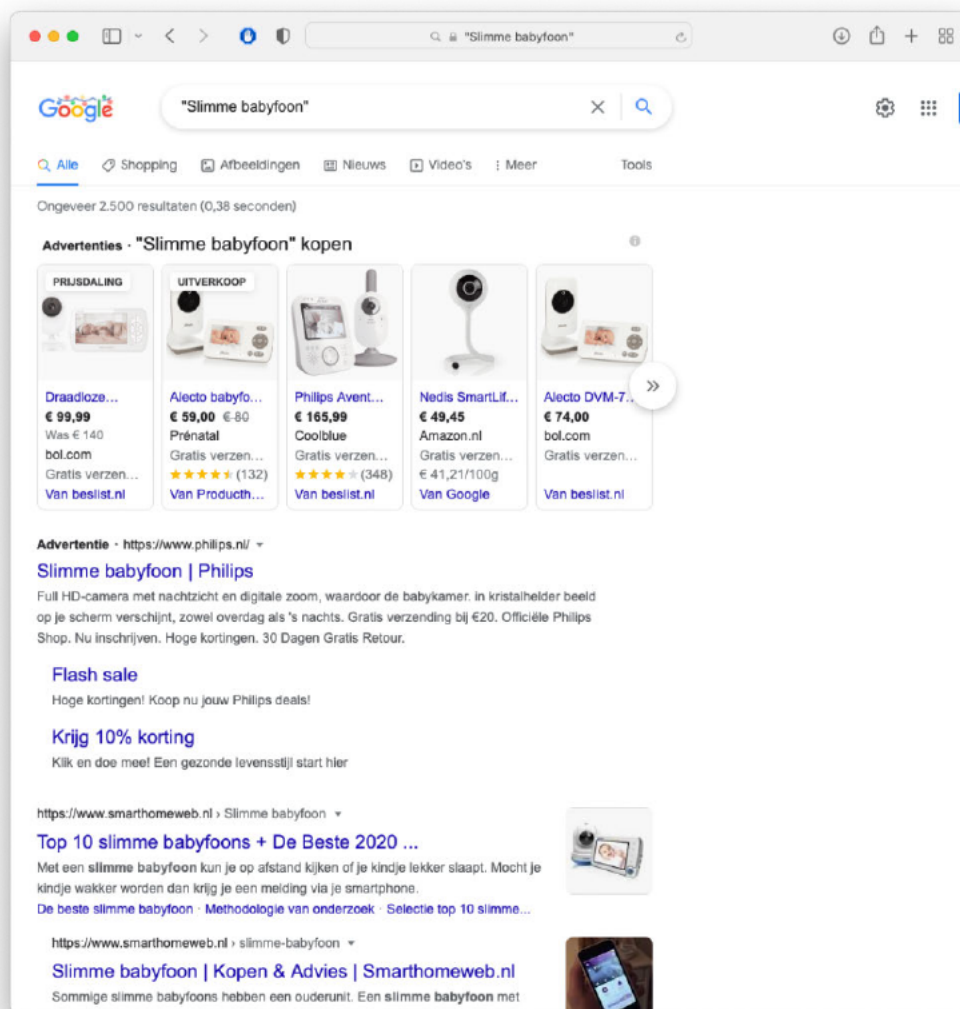 "Slimme babyfoon"
Google
"Slimme babyfoon"
Alle Shopping Afbeeldingen Nieuws Video's Meer Tools
Ongeveer 2.500 resultaten (0,38 seconden)
Advertenties · "Slimme babyfoon" kopen
PRIJSDALING
Draadloze...
€ 99,99
Was € 140
bol.com
Gratis verzen...
Van beslist.nl
UITVERKOOP
Alecto babyfo...
€ 59,00 € 80
Prénatal
Gratis verzen...
(132)
Van Producth...
Philips Avent...
€ 165,99
Coolblue
Gratis verzen...
(348)
Van beslist.nl
Nedis SmartLif...
€ 49,45
Amazon.nl
Gratis verzen...
€ 41,21/100g
Van Google
Alecto DVM-7...
€ 74,00
bol.com
Gratis verzen...
Van beslist.nl
Advertentie · https://www.philips.nl/
Slimme babyfoon | Philips
Full HD-camera met nachtzicht en digitale zoom, waardoor de babykamer. in kristalhelder beeld
op je scherm verschijnt, zowel overdag als 's nachts. Gratis verzending bij €20. Officiële Philips
Shop. Nu inschrijven. Hoge kortingen. 30 Dagen Gratis Retour.
Flash sale
Hoge kortingen! Koop nu jouw Philips deals!
Krijg 10% korting
Klik en doe mee! Een gezonde levensstijl start hier
https://www.smarthomeweb.nl › Slimme babyfoon
Top 10 slimme babyfoons + De Beste 2020 ...
Met een slimme babyfoon kun je op afstand kijken of je kindje lekker slaapt. Mocht je
kindje wakker worden dan krijg je een melding via je smartphone.
De beste slimme babyfoon · Methodologie van onderzoek · Selectie top 10 slimme...
https://www.smarthomeweb.nl › slimme-babyfoon
Slimme babyfoon | Kopen & Advies | Smarthomeweb.nl
Sommige slimme babyfoons hebben een ouderunit. Een slimme babyfoon met